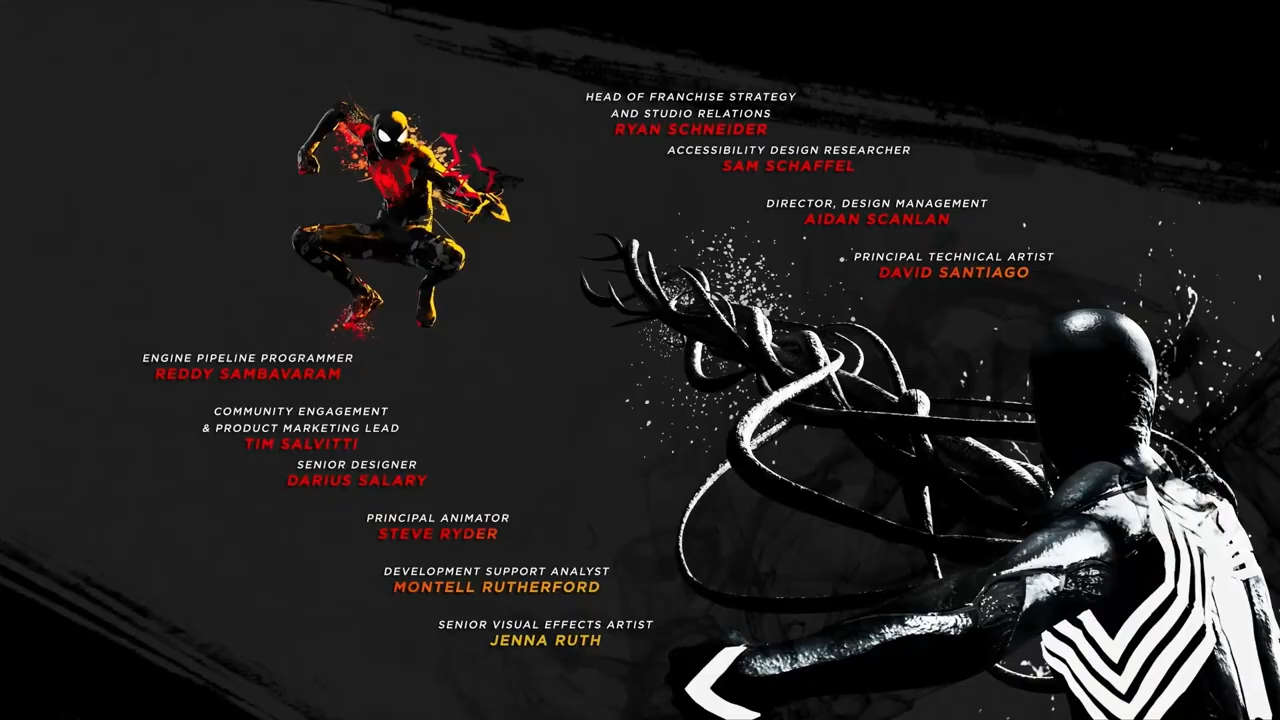 HEAD OF FRANCHISE STRATEGY
AND STUDIO RELATIONS
RYAN SCHNEIDER
ACCESSIBILITY DESIGN RESEARCHER
SAM SCHAFFEL
DIRECTOR, DESIGN MANAGEMENT
AIDAN SCANLAN
PRINCIPAL TECHNICAL ARTIST
DAVID SANTIAGO
ENGINE PIPELINE PROGRAMMER
REDDY SAMBAVARAM
COMMUNITY ENGAGEMENT
& PRODUCT MARKETING LEAD
TIM SALVITTI
SENIOR DESIGNER
DARIUS SALARY
PRINCIPAL ANIMATOR
STEVE RYDER
DEVELOPMENT SUPPORT ANALYST
MONTELL RUTHERFORD
SENIOR VISUAL EFFECTS ARTIST
JENNA RUTH